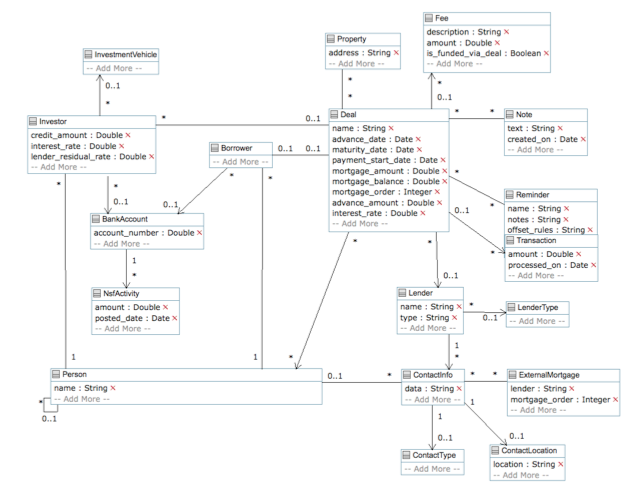 Fee
description : String
amount : Double
is_funded_via_deal : Boolean
-- Add More --
Property
address : String
-- Add More --
InvestmentVehicle
-- Add More --
0..1
*
*
*
*
0..1
Investor
credit_amount : Double
interest_rate : Double
lender_residual_rate : Double
-- Add More --
*
0..1
Deal
name : String
advance_date : Date
maturity_date : Date
payment_start_date : Date
mortgage_amount : Double
mortgage_balance : Double
mortgage_order : Integer
advance_amount : Double
interest_rate : Double
-- Add More --
*
*
Note
text : String
created_on : Date
-- Add More --
Borrower
-- Add More --
0..1
0..1
*
*
*
*
0..1
0..1
*
*
0..1
Reminder
name : String
notes : String
offset_rules : String
BankAccount
account_number : Double
-- Add More --
Transaction
amount : Double
processed_on : Date
-- Add More --
*
*
*
1
*
0..1
NsfActivity
amount : Double
posted_date : Date
-- Add More --
Lender
name : String
type : String
-- Add More --
*
0..1
LenderType
-- Add More --
1
1
*
1
*
Person
name : String
-- Add More --
*
0..1
0..1
*
ContactInfo
data : String
-- Add More --
*
*
ExternalMortgage
lender : String
mortgage_order : Integer
-- Add More --
1
1
0..1
0..1
ContactType
-- Add More --
ContactLocation
location : String
-- Add More --